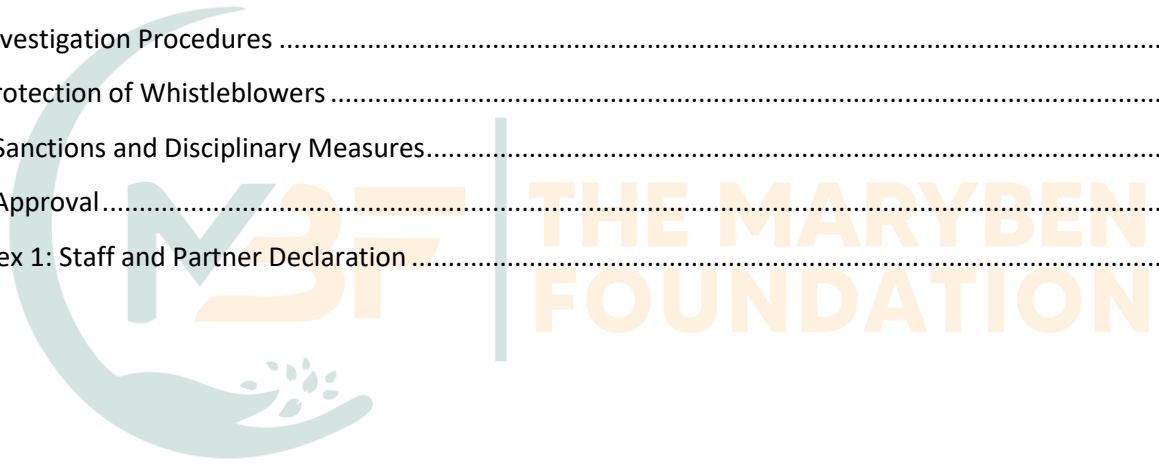 vestigation Procedures ........................................................................................................
rotection of Whistleblowers ........................................................................................................
Sanctions and Disciplinary Measures........................................................................................................
Approval........................................................................................................
ex 1: Staff and Partner Declaration ........................................................................................................
MBF
THE MARYBEN
FOUNDATION